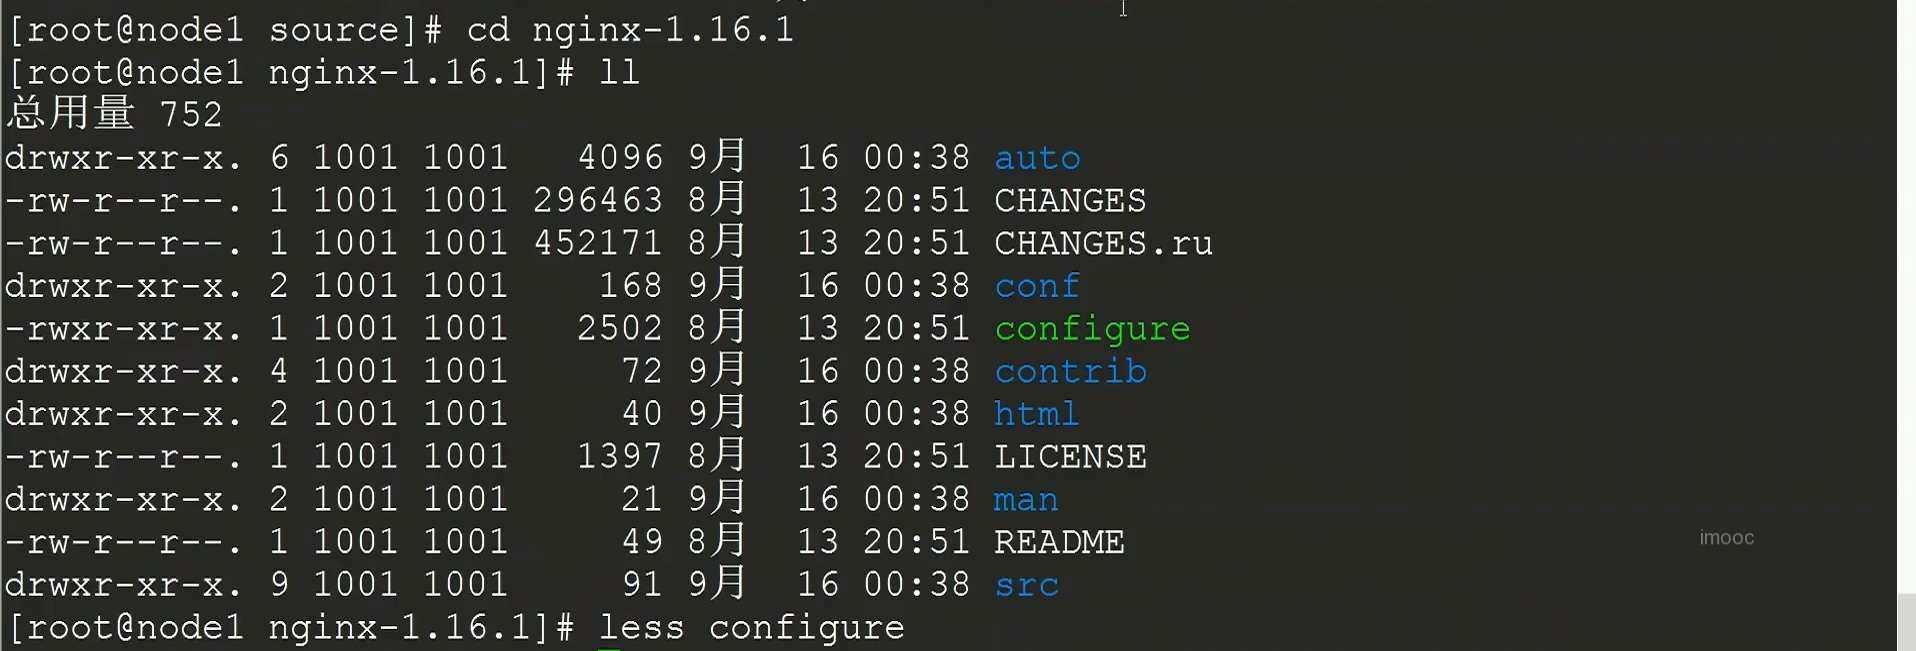 [root@node1 source]# cd nginx-1.16.1
[root@node1 nginx-1.16.1]# ll
总用量 752
drwxr-xr-x. 6 1001 1001   4096 9月  16 00:38 auto
-rw-r--r--. 1 1001 1001 296463 8月  13 20:51 CHANGES
-rw-r--r--. 1 1001 1001 452171 8月  13 20:51 CHANGES.ru
drwxr-xr-x. 2 1001 1001    168 9月  16 00:38 conf
-rwxr-xr-x. 1 1001 1001   2502 8月  13 20:51 configure
drwxr-xr-x. 4 1001 1001     72 9月  16 00:38 contrib
drwxr-xr-x. 2 1001 1001     40 9月  16 00:38 html
-rw-r--r--. 1 1001 1001   1397 8月  13 20:51 LICENSE
drwxr-xr-x. 2 1001 1001     21 9月  16 00:38 man
-rw-r--r--. 1 1001 1001     49 8月  13 20:51 README
imooc
drwxr-xr-x. 9 1001 1001     91 9月  16 00:38 src
[root@node1 nginx-1.16.1]# less configure